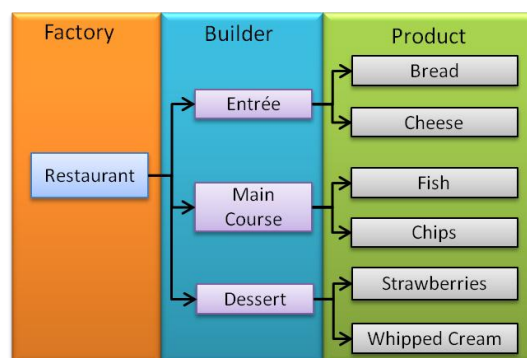 Factory
Builder
Product
Restaurant
Entrée
Main
Course
Dessert
Bread
Cheese
Fish
Chips
Strawberries
Whipped Cream